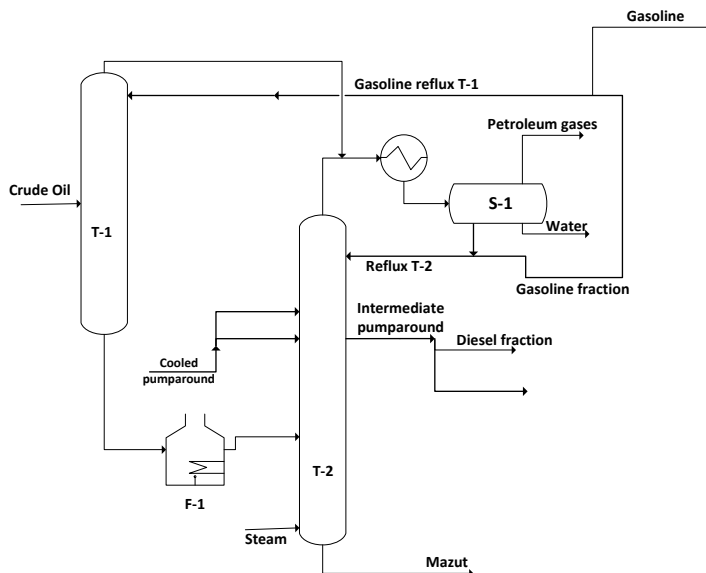 Gasoline
Gasoline reflux T-1
Petroleum gases
Crude Oil
S-1
T-1
Water
Reflux T-2
Gasoline fraction
Intermediate
pumparound
Diesel fraction
Cooled
pumparound
T-2
F-1
Steam
Mazut